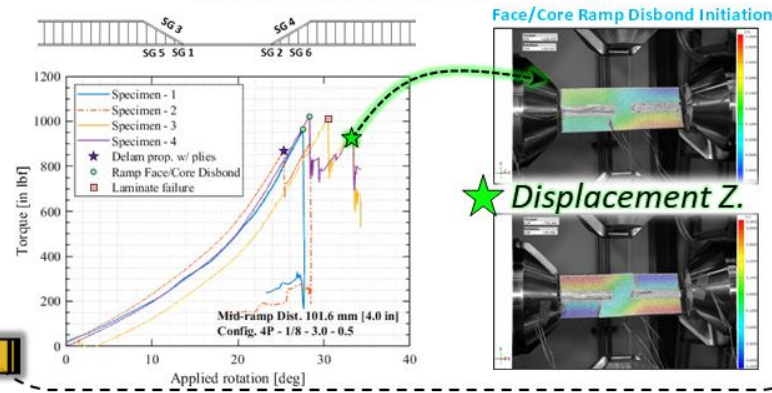 Face/Core Ramp Disbond Initiation
SG 3
SG 4
SG 5
SG 1
SG 2
SG 6
1200
1000
800
600
400
200
0
Torque [in lbf]
Specimen - 1
Specimen - 2
Specimen - 3
Specimen - 4
Delam prop. w/ plies
Ramp Face/Core Disbond
Laminate failure
Mid-ramp Dist. 101.6 mm [4.0 in]
Config. 4P - 1/8 - 3.0 - 0.5
0
10
20
30
40
Applied rotation [deg]
Displacement Z.